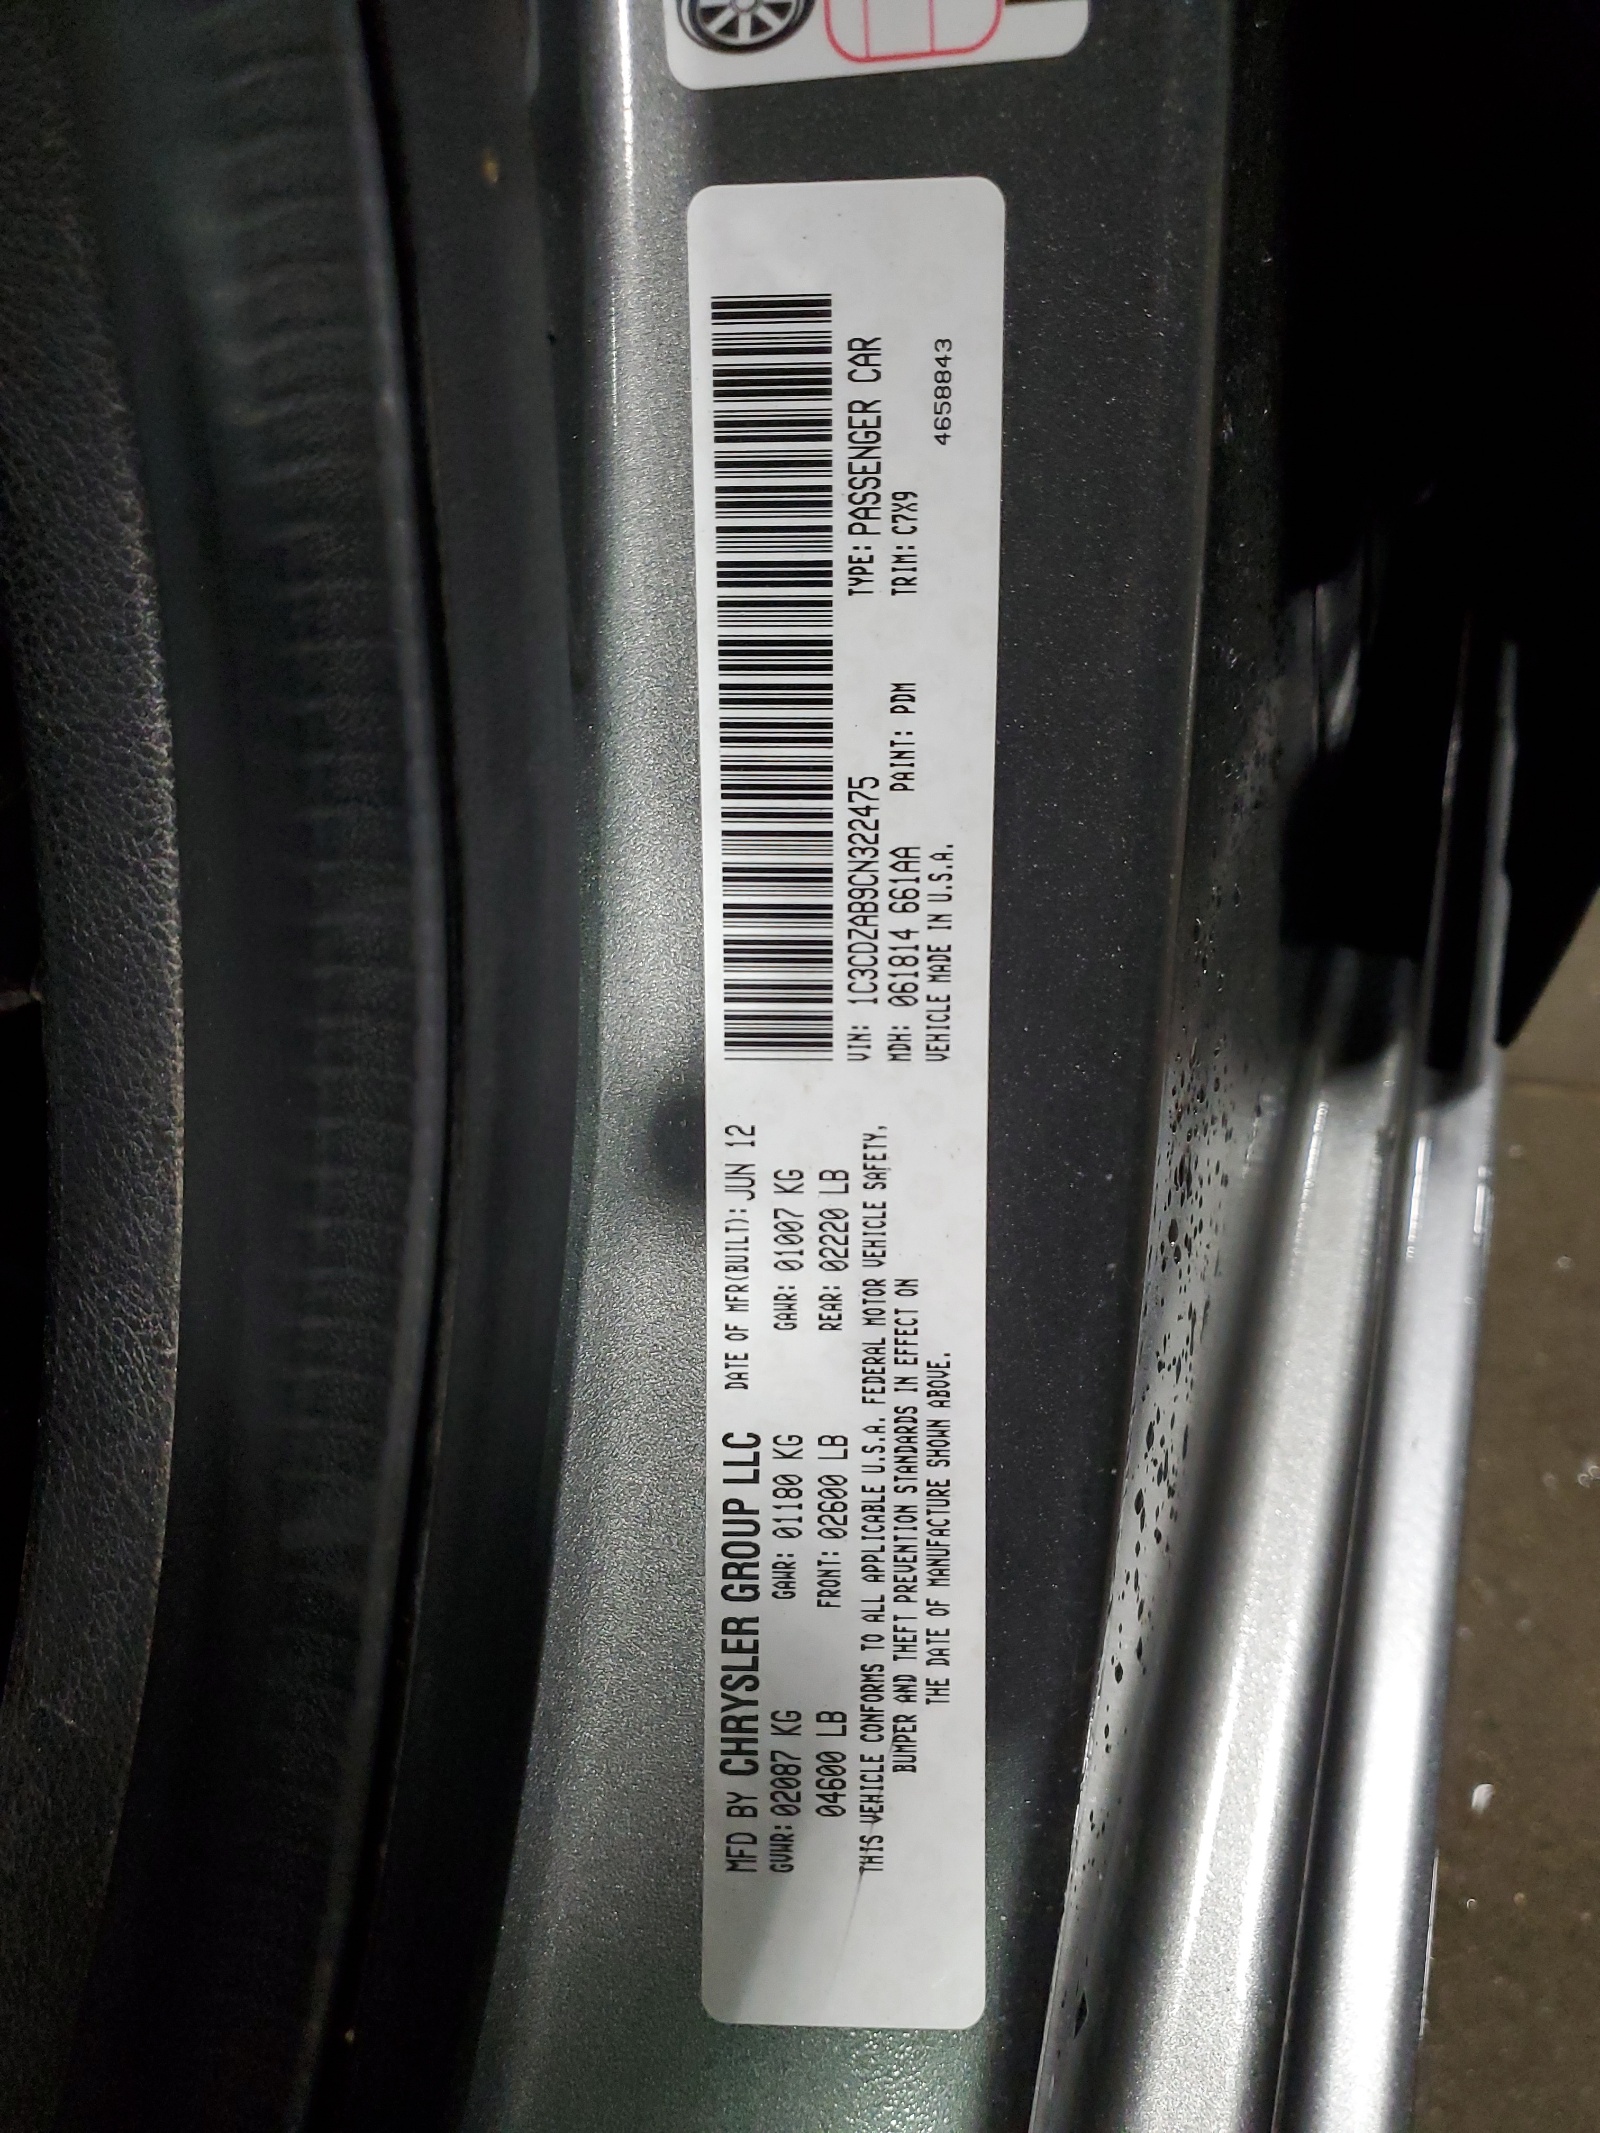 MFD BY CHRYSLER GROUP LLC DATE OF MFR(BUILT): JUN 12
GVWR: 02087 KG GAWR: 01180 KG GAWR: 01007 KG
04600 LB FRONT: 02600 LB REAR: 02220 LB
THIS VEHICLE CONFORMS TO ALL APPLICABLE U.S.A. FEDERAL MOTOR VEHICLE SAFETY,
BUMPER AND THEFT PREVENTION STANDARDS IN EFFECT ON
THE DATE OF MANUFACTURE SHOWN ABOVE.
VIN: 1C3CDZAB9CN322475 TYPE: PASSENGER CAR
MDH: 061814 661AA PAINT: PDM TRIM: C7X9
VEHICLE MADE IN U.S.A. 4658843